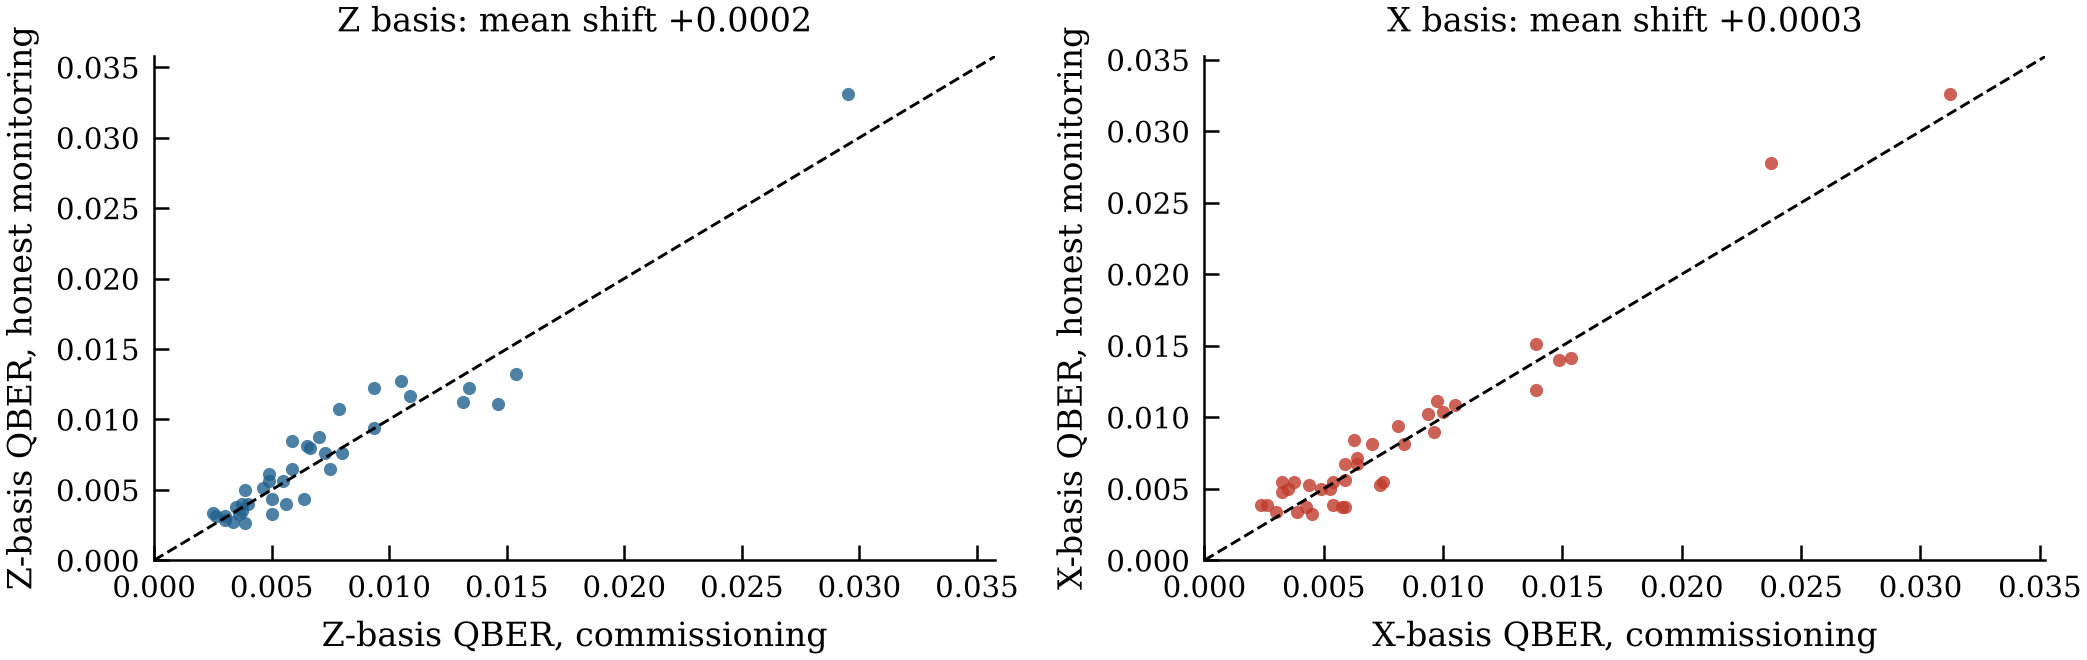 Z basis: mean shift +0.0002
Z-basis QBER, honest monitoring
0.035
0.030
0.025
0.020
0.015
0.010
0.005
0.000
0.000 0.005 0.010 0.015 0.020 0.025 0.030 0.035
Z-basis QBER, commissioning
X basis: mean shift +0.0003
X-basis QBER, honest monitoring
0.035
0.030
0.025
0.020
0.015
0.010
0.005
0.000
0.000 0.005 0.010 0.015 0.020 0.025 0.030 0.035
X-basis QBER, commissioning